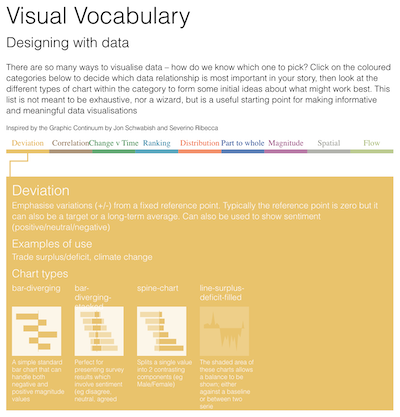 Visual Vocabulary
Designing with data
There are so many ways to visualise data – how do we know which one to pick? Click on the coloured
categories below to decide which data relationship is most important in your story, then look at the
different types of chart within the category to form some initial ideas about what might work best. This
list is not meant to be exhaustive, nor a wizard, but is a useful starting point for making informative
and meaningful data visualisations
Inspired by the Graphic Continuum by Jon Schwabish and Severino Ribecca
Deviation Correlation Change v Time Ranking Distribution Part to whole Magnitude Spatial Flow
Deviation
Emphasise variations (+/-) from a fixed reference point. Typically the reference point is zero but it
can also be a target or a long-term average. Can also be used to show sentiment
(positive/neutral/negative)
Examples of use
Trade surplus/deficit, climate change
Chart types
bar-diverging bar-diverging-stacked spine-chart line-surplus-deficit-filled
A simple standard
bar chart that can
handle both
negative and
positive magnitude
values
Perfect for
presenting survey
results which
involve sentiment
(eg disagree,
neutral, agree)
Splits a single value
into 2 contrasting
components (eg
Male/Female)
The shaded area of
these charts allows
a balance to be
shown; either
against a baseline
or between two
series